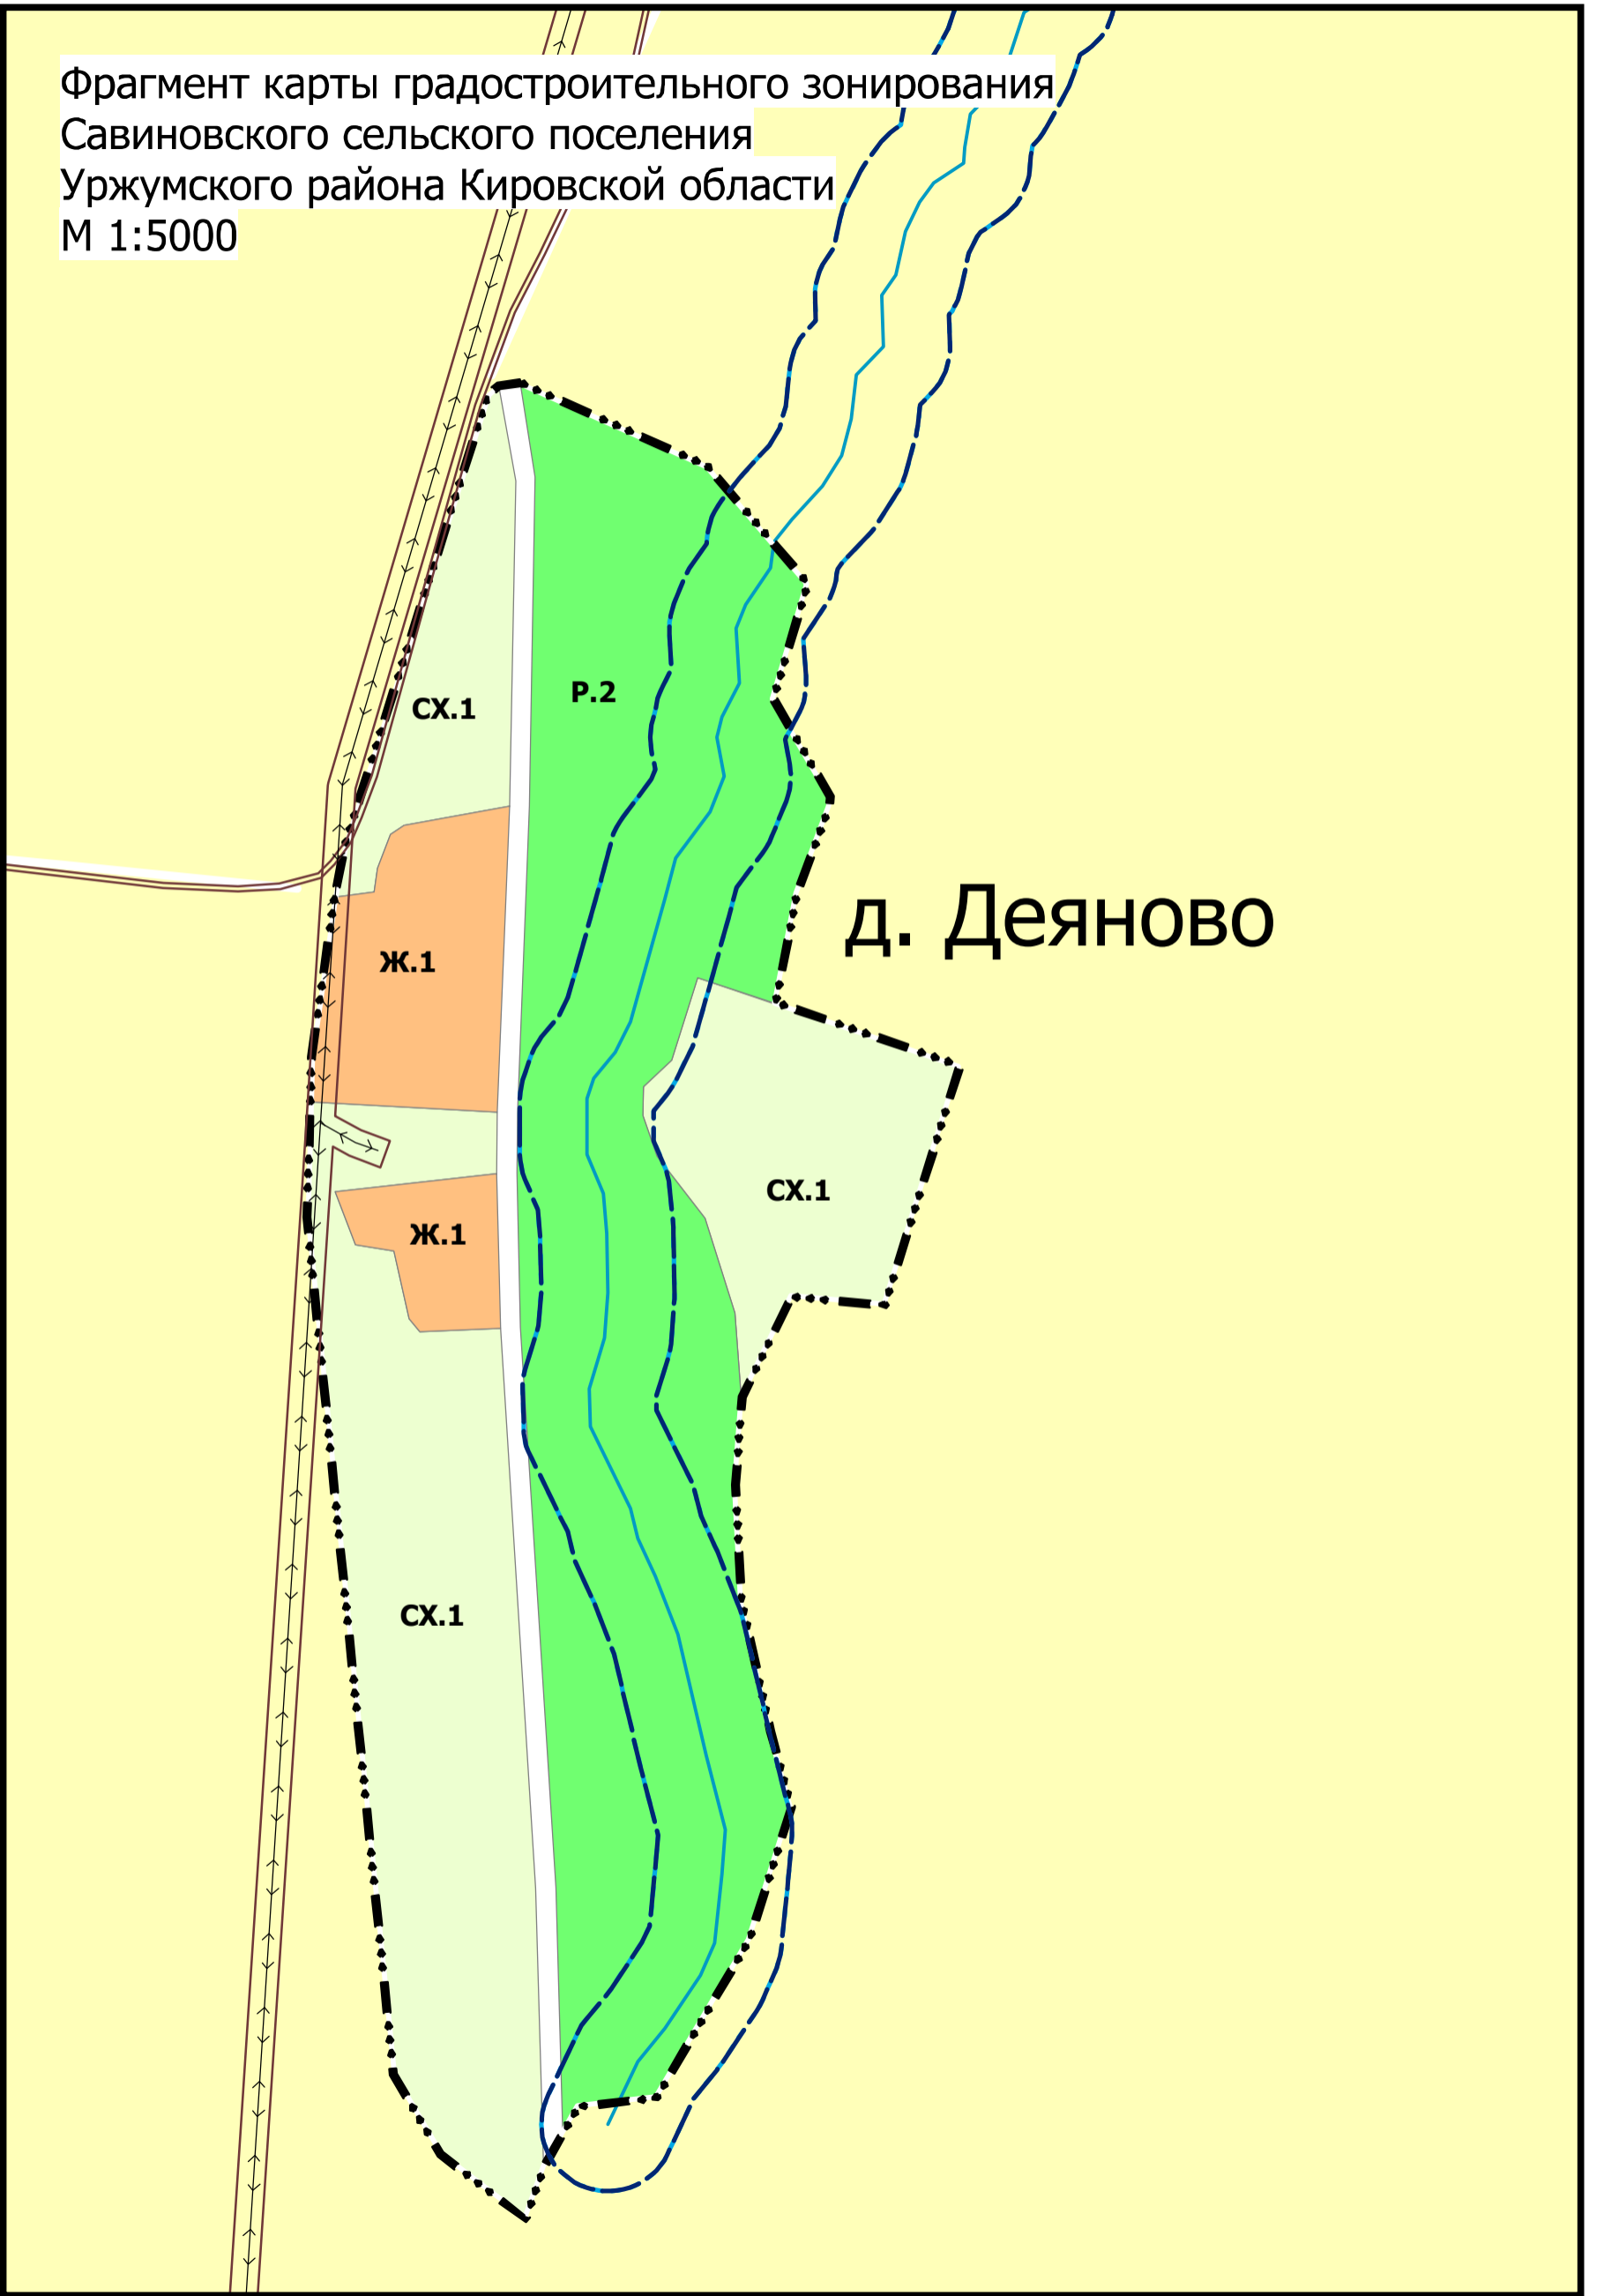 Фрагмент карты градостроительного зонирования
Савиновского сельского поселения
Уржумского района Кировской области
М 1:5000
СХ.1
Р.2
д. Деяново
Ж.1
СХ.1
Ж.1
СХ.1